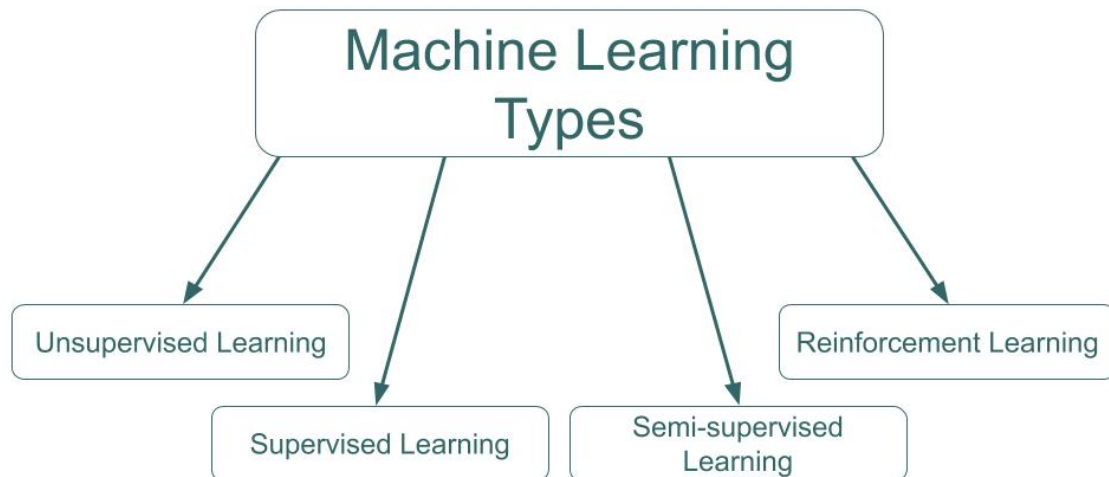 Machine Learning
Types
Unsupervised Learning
Reinforcement Learning
Supervised Learning
Semi-supervised
Learning